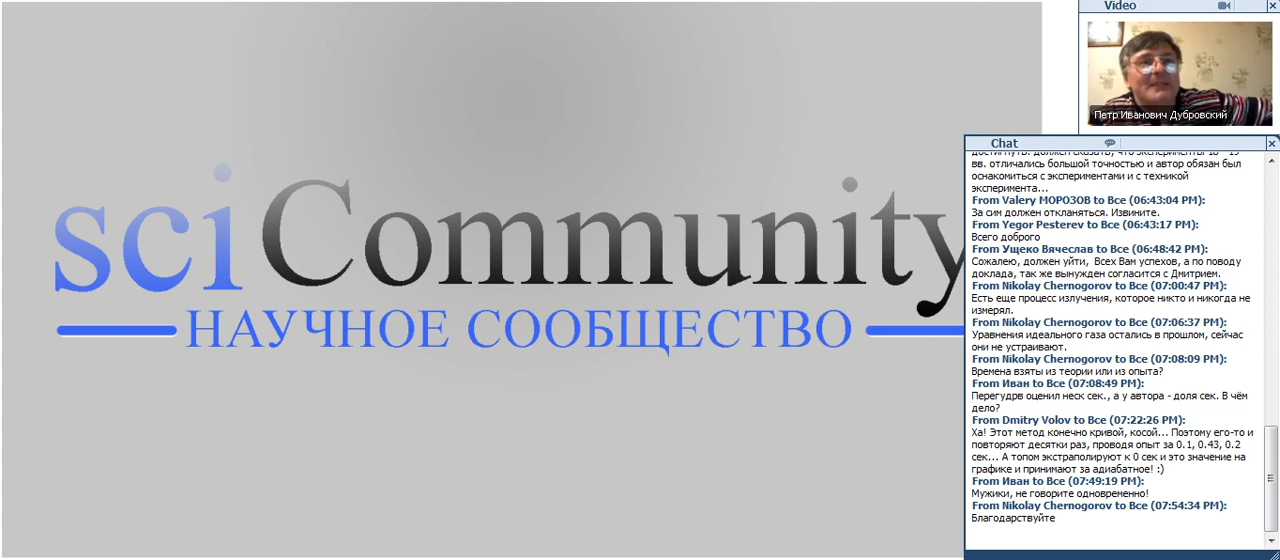 sciCommunity
НАУЧНОЕ СООБЩЕСТВО
Video
Петр Иванович Дубровский
Chat
достигнуть. должен сказать, что эксперименты 18 - 19
вв. отличались большой точностью и автор обязан был
оснакомиться с экспериментами и с техникой
эксперимента...
From Valery МОРОЗОВ to Все (06:43:04 PM):
За сим должен откланяться. Извините.
From Yegor Pesterev to Все (06:43:17 PM):
Всего доброго
From Ущеко Вячеслав to Все (06:48:42 PM):
Сожалею, должен уйти,  Всех Вам успехов, а по поводу
доклада, так же вынужден согласится с Дмитрием.
From Nikolay Chernogorov to Все (07:00:47 PM):
Есть еще процесс излучения, которое никто и никогда не
измерял.
From Nikolay Chernogorov to Все (07:06:37 PM):
Уравнения идеального газа остались в прошлом, сейчас
они не устраивают.
From Nikolay Chernogorov to Все (07:08:09 PM):
Времена взяты из теории или из опыта?
From Иван to Все (07:08:49 PM):
Перегудрв оценил неск сек., а у автора - доля сек. В чём
дело?
From Dmitry Volov to Все (07:22:26 PM):
Ха! Этот метод конечно кривой, косой... Поэтому его-то и
повторяют десятки раз, проводя опыт за 0.1, 0.43, 0.2
сек... А топом экстраполируют к 0 сек и это значение на
графике и принимают за адиабатное! :)
From Иван to Все (07:49:19 PM):
Мужики, не говорите одновременно!
From Nikolay Chernogorov to Все (07:54:34 PM):
Благодарствуйте